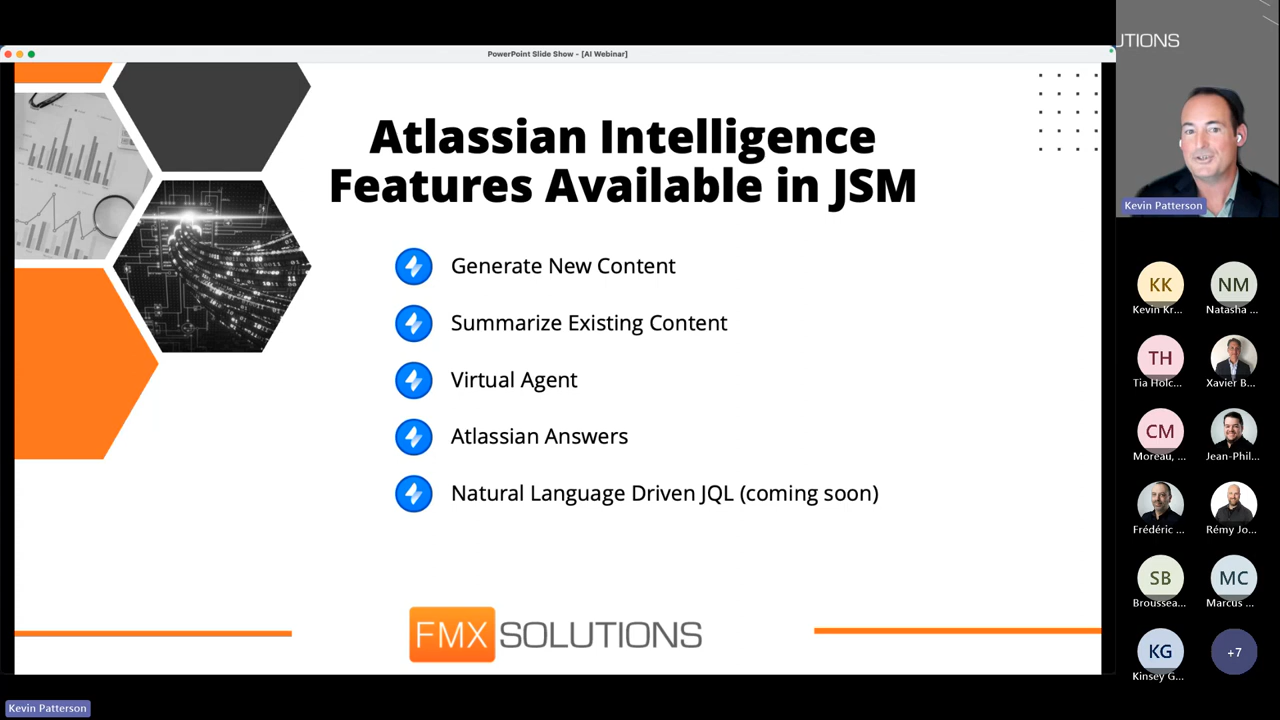 PowerPoint Slide Show - [AI Webinar]
Atlassian Intelligence
Features Available in JSM
Generate New Content
Summarize Existing Content
Virtual Agent
Atlassian Answers
Natural Language Driven JQL (coming soon)
FMX SOLUTIONS
Kevin Patterson
UTIONS
Kevin Patterson
KK
Kevin Kr...
NM
Natasha ...
TH
Tia Holc...
Xavier B...
CM
Moreau, ...
Jean-Phil...
Frédéric ...
Rémy Jo...
SB
Broussea...
MC
Marcus ...
KG
Kinsey G...
+7